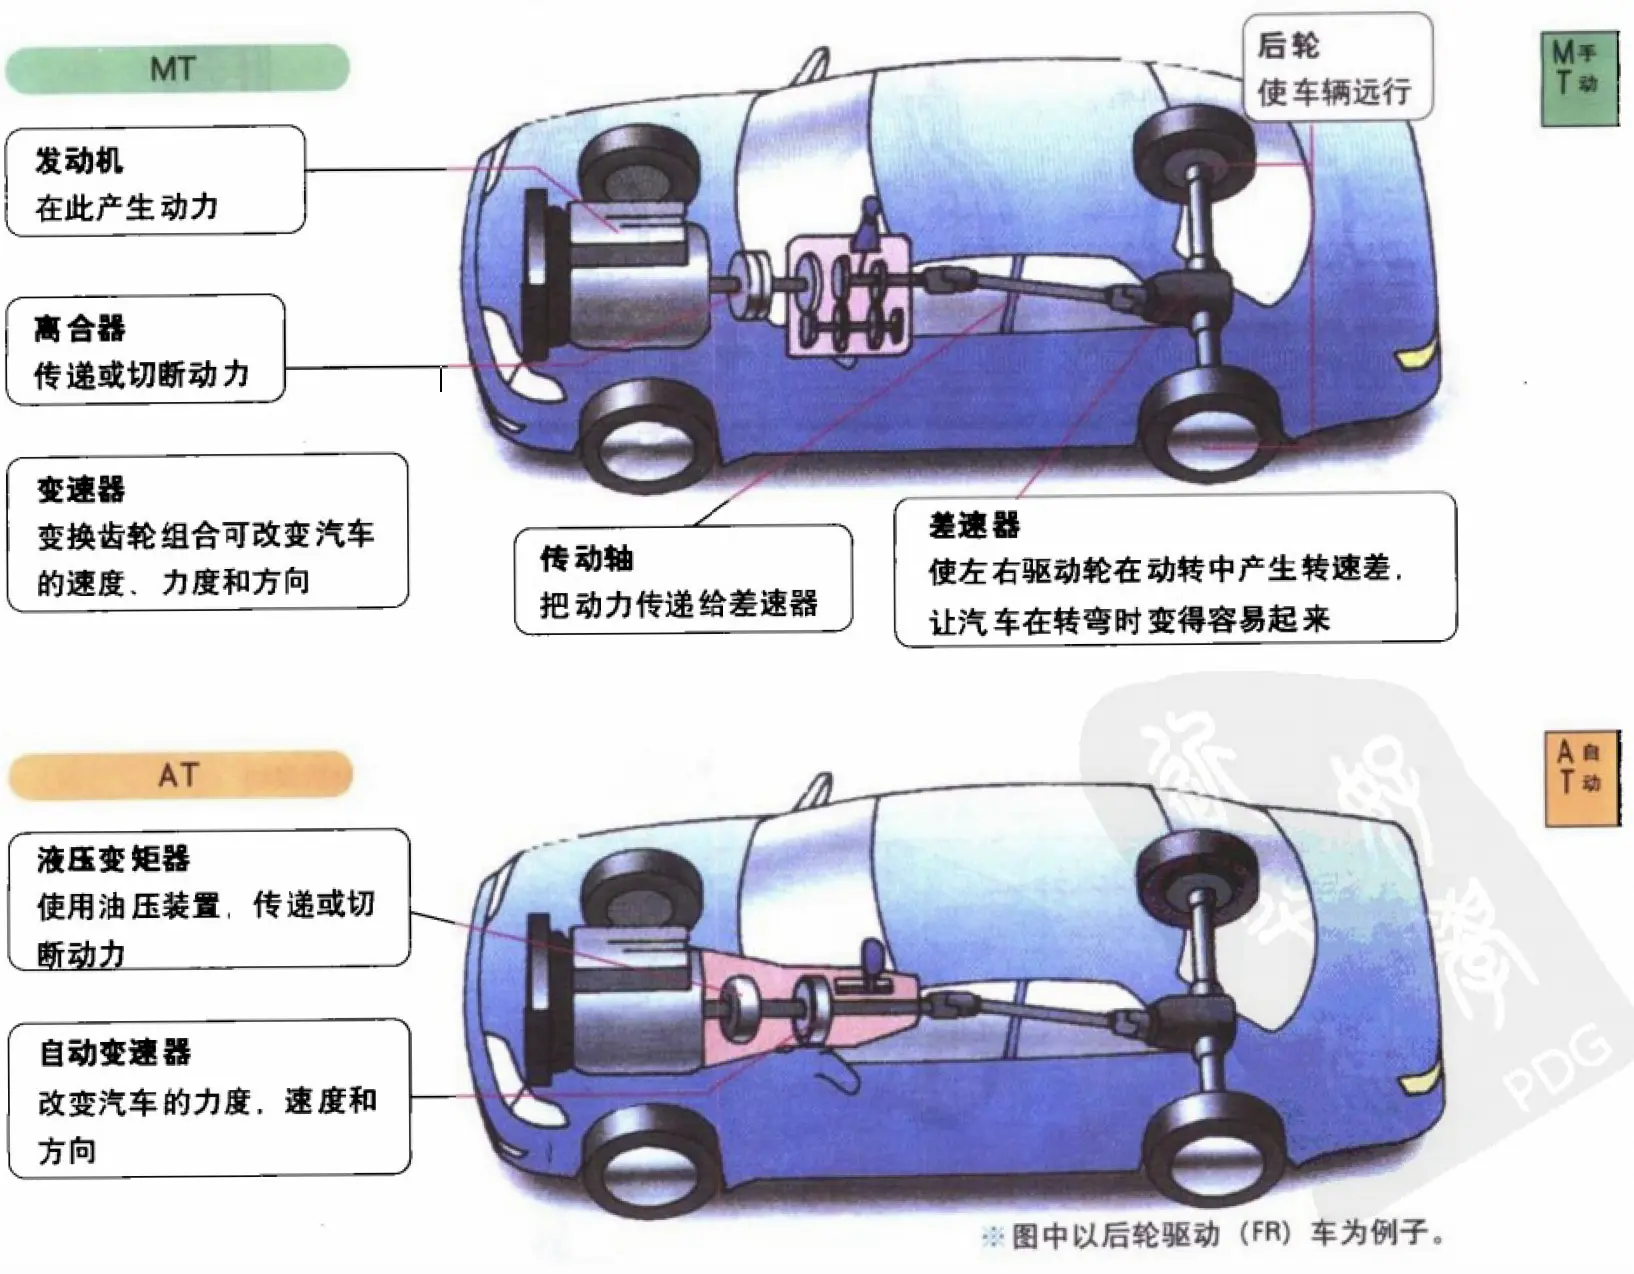 MT
发动机
在此产生动力
离合器
传递或切断动力
变速器
变换齿轮组合可改变汽车
的速度、力度和方向
后轮
使车辆远行
M手
T动
传动轴
把动力传递给差速器
差速器
使左右驱动轮在动转中产生转速差,
让汽车在转弯时变得容易起来
AT
液压变矩器
使用油压装置, 传递或切
断动力
自动变速器
改变汽车的力度, 速度和
方向
A自
T动
PDG
※图中以后轮驱动(FR)车为例子。